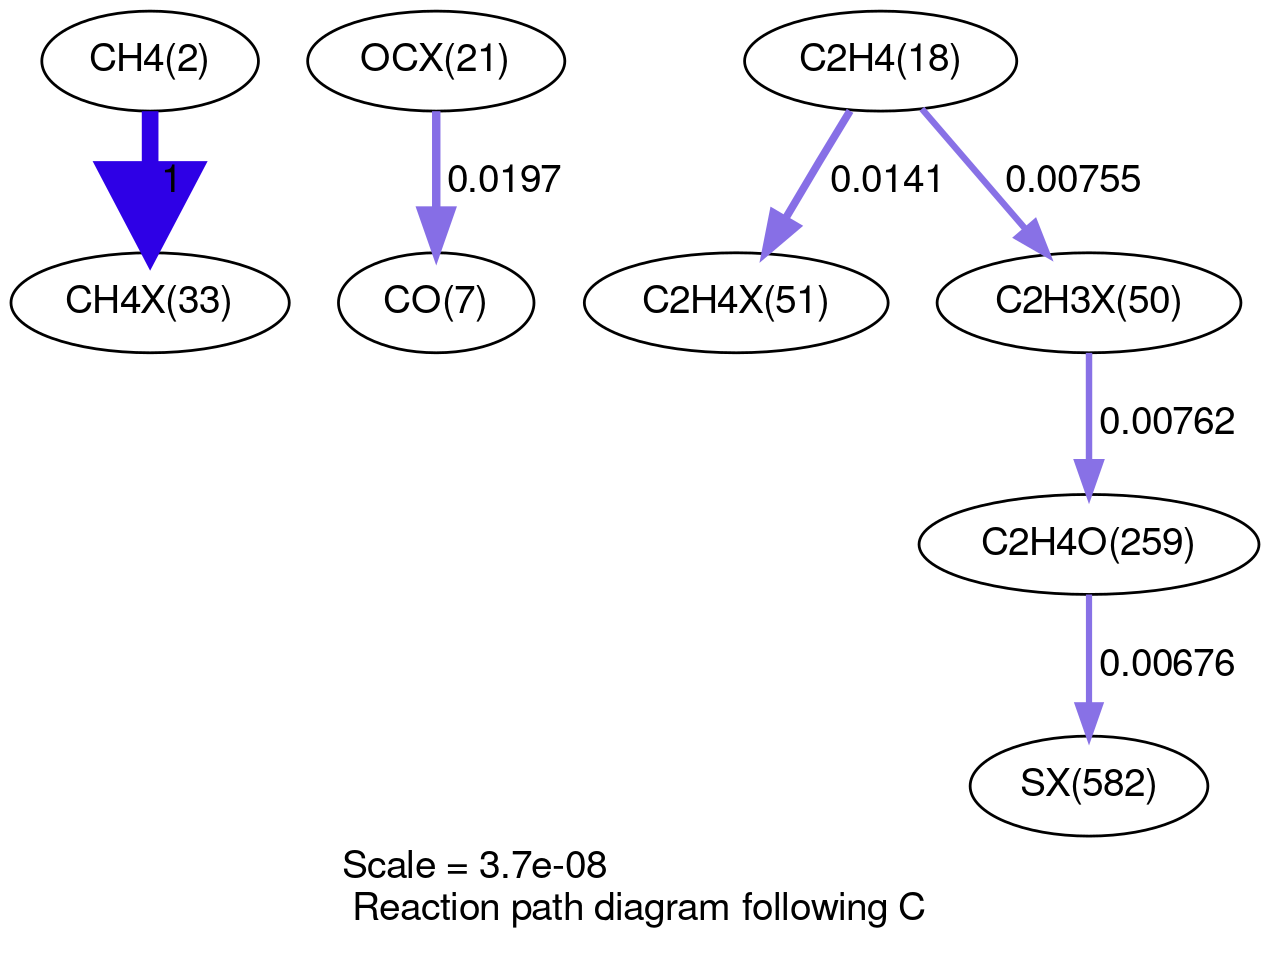 CH4(2)
OCX(21)
C2H4(18)
1
0.0197
0.0141
0.00755
CH4X(33)
CO(7)
C2H4X(51)
C2H3X(50)
0.00762
C2H4O(259)
0.00676
SX(582)
Scale = 3.7e-08
Reaction path diagram following C